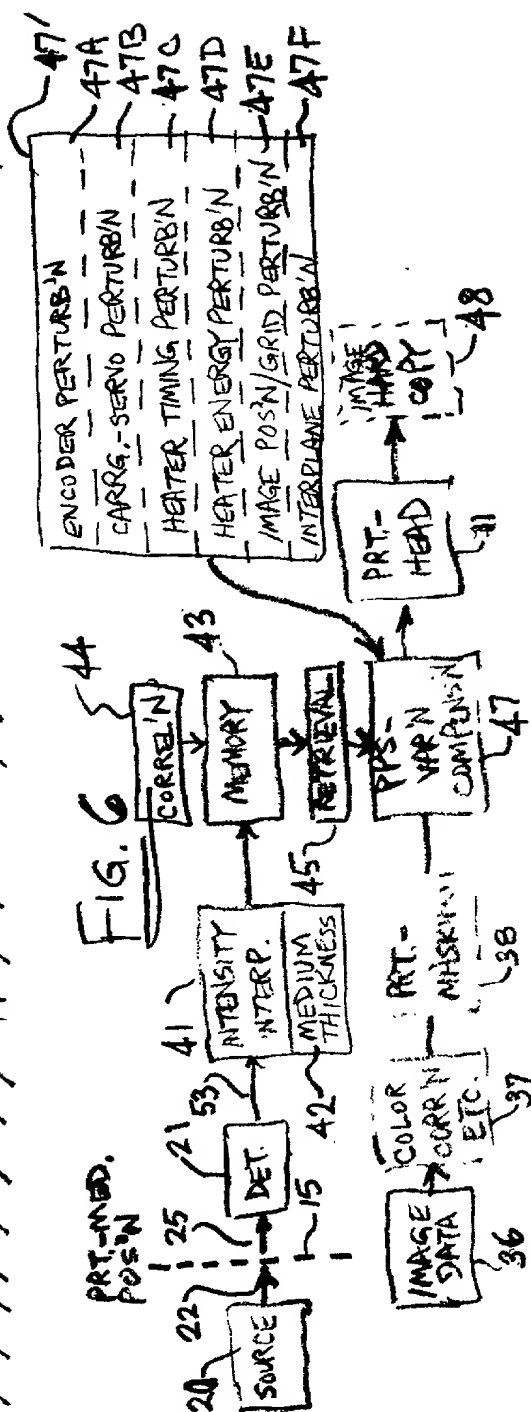 FIG. 6
47'
ENCODER PERTURB'N
47A
CARRG.-SERVO PERTURB'N
47B
HEATER TIMING PERTURB'N
47C
HEATER ENERGY PERTURB'N
47D
IMAGE POS'N/GRID PERTURB'N
47E
INTERPLANE PERTURB'N
47F
44
CORREL'N
43
MEMORY
45
RETRIEVAL
PPS-
VAR'N
COMPENS'N
47
PRT.-
HEAD
11
IMAGE
HARD
COPY
48
PRT.-MED.
POS'N
20
SOURCE
22
25
15
21
DET.
53
41
INTENSITY
INTERP.
MEDIUM
THICKNESS
42
IMAGE
DATA
36
COLOR
CORR'N
ETC.
37
PRT.-
38